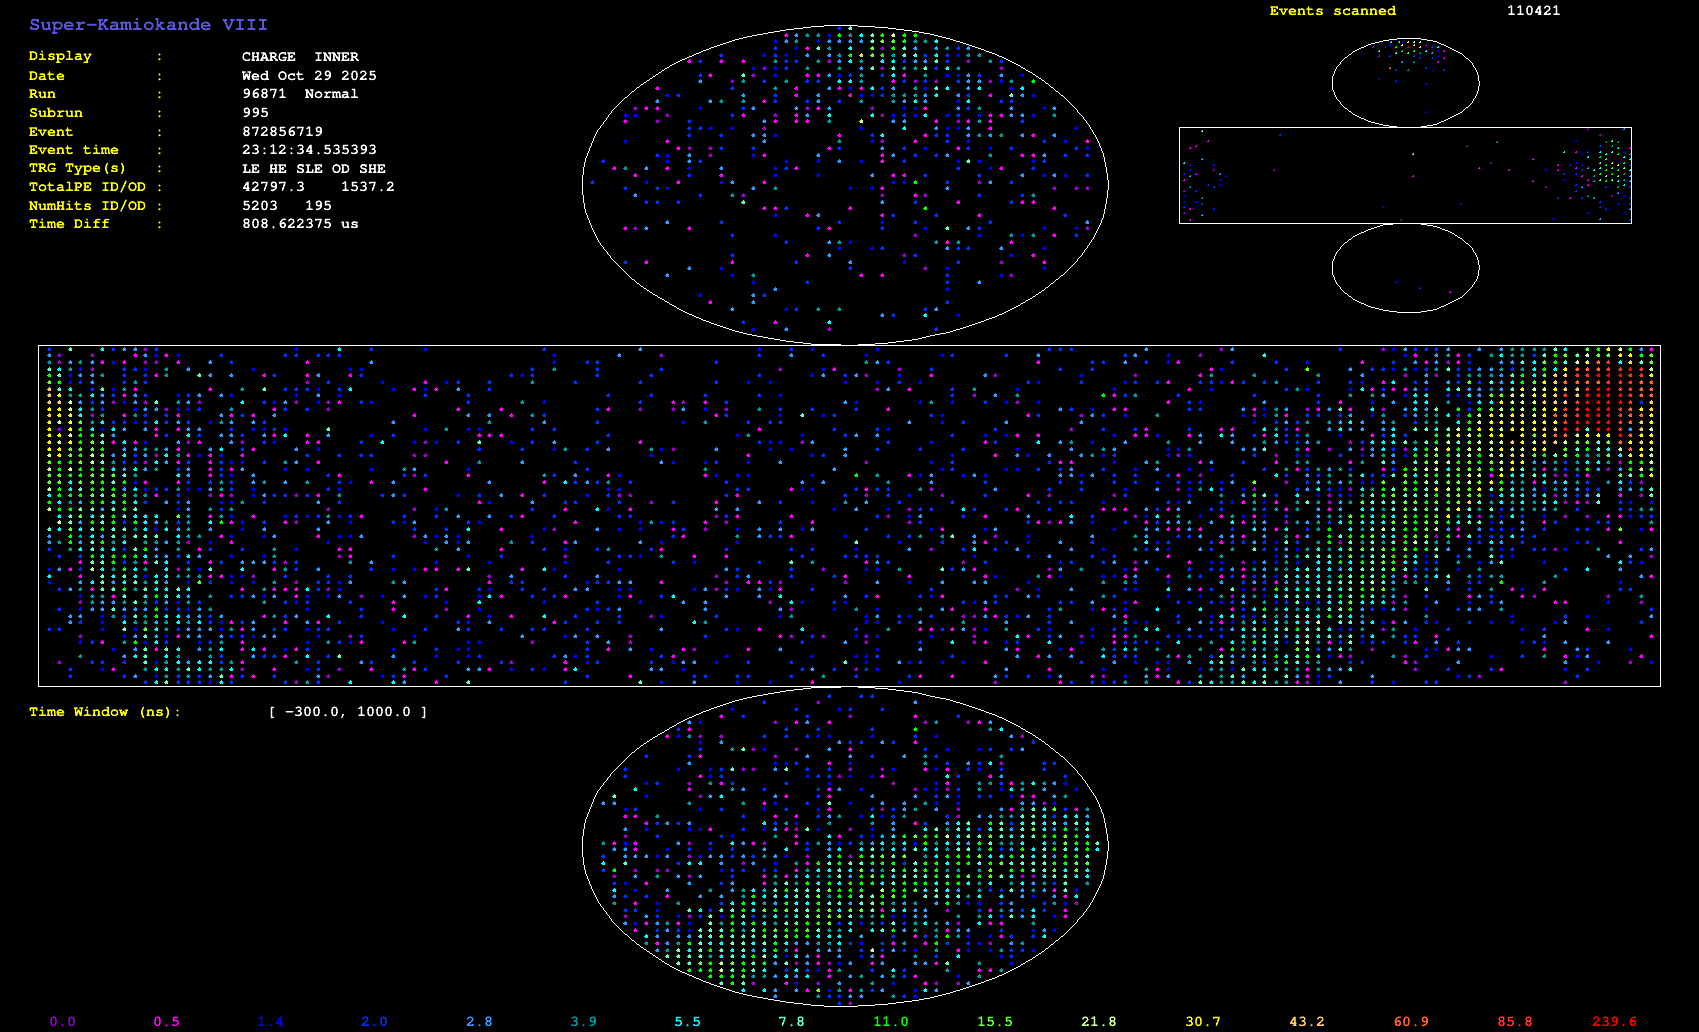 Super-Kamiokande VIII
Events scanned 110421
Display : CHARGE INNER
Date : Wed Oct 29 2025
Run : 96871 Normal
Subrun : 995
Event : 872856719
Event time : 23:12:34.535393
TRG Type(s) : LE HE SLE OD SHE
TotalPE ID/OD : 42797.3 1537.2
NumHits ID/OD : 5203 195
Time Diff : 808.622375 us
Time Window (ns): [ -300.0, 1000.0 ]
0.0 0.5 1.4 2.0 2.8 3.9 5.5 7.8 11.0 15.5 21.8 30.7 43.2 60.9 85.8 239.6